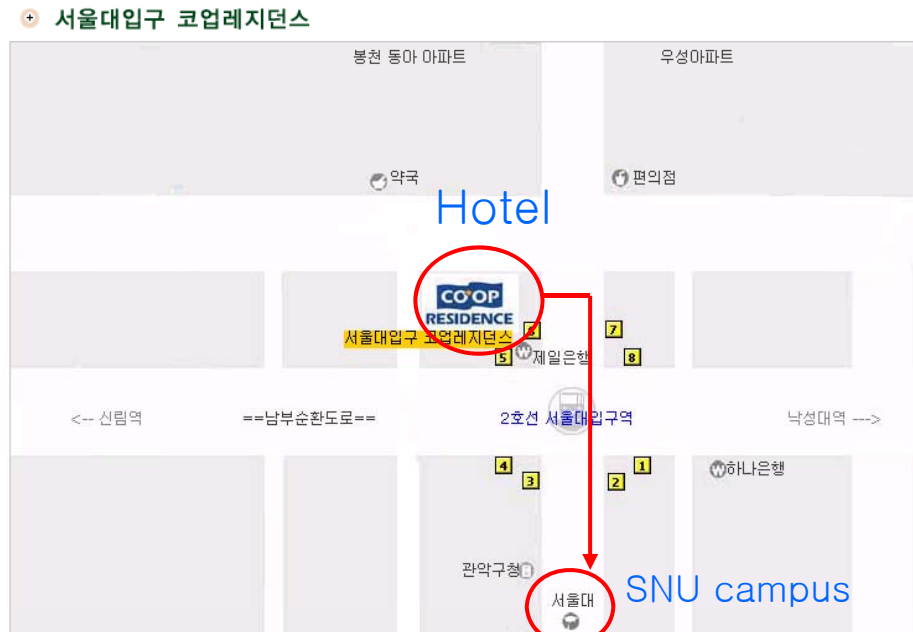 서울대입구 코업레지던스
봉천 동아 아파트
우성아파트
약국
편의점
Hotel
CO'OP
RESIDENCE
서울대입구 코업레지던스
6
7
5
제일은행
8
<-- 신림역
==남부순환도로==
2호선 서울대입구역
낙성대역 --->
4
3
1
2
하나은행
관악구청
서울대
SNU campus